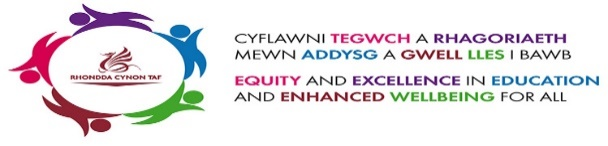 RHONDDA CYNON TAF
CYFLAWNI TEGWCH A RHAGORIAETH
MEWN ADDYSG A GWELL LLES I BAWB
EQUITY AND EXCELLENCE IN EDUCATION
AND ENHANCED WELLBEING FOR ALL